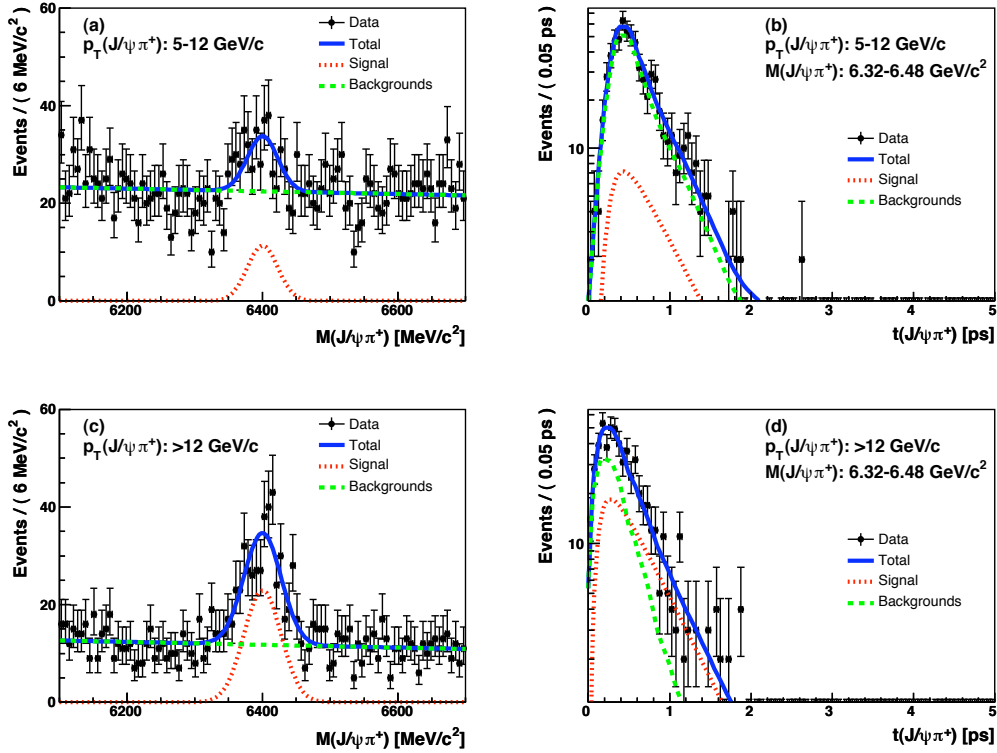 (a)
p_T(J/ψπ⁺): 5-12 GeV/c
Data
Total
Signal
Backgrounds
Events / ( 6 MeV/c²)
60
40
20
0
6200
6400
6600
M(J/ψπ⁺) [MeV/c²]
(b)
p_T(J/ψπ⁺): 5-12 GeV/c
M(J/ψπ⁺): 6.32-6.48 GeV/c²
Data
Total
Signal
Backgrounds
Events / ( 0.05 ps )
10
0
1
2
3
4
5
t(J/ψπ⁺) [ps]
(c)
p_T(J/ψπ⁺): >12 GeV/c
Data
Total
Signal
Backgrounds
Events / ( 6 MeV/c²)
60
40
20
0
6200
6400
6600
M(J/ψπ⁺) [MeV/c²]
(d)
p_T(J/ψπ⁺): >12 GeV/c
M(J/ψπ⁺): 6.32-6.48 GeV/c²
Data
Total
Signal
Backgrounds
Events / ( 0.05 ps )
10
0
1
2
3
4
5
t(J/ψπ⁺) [ps]